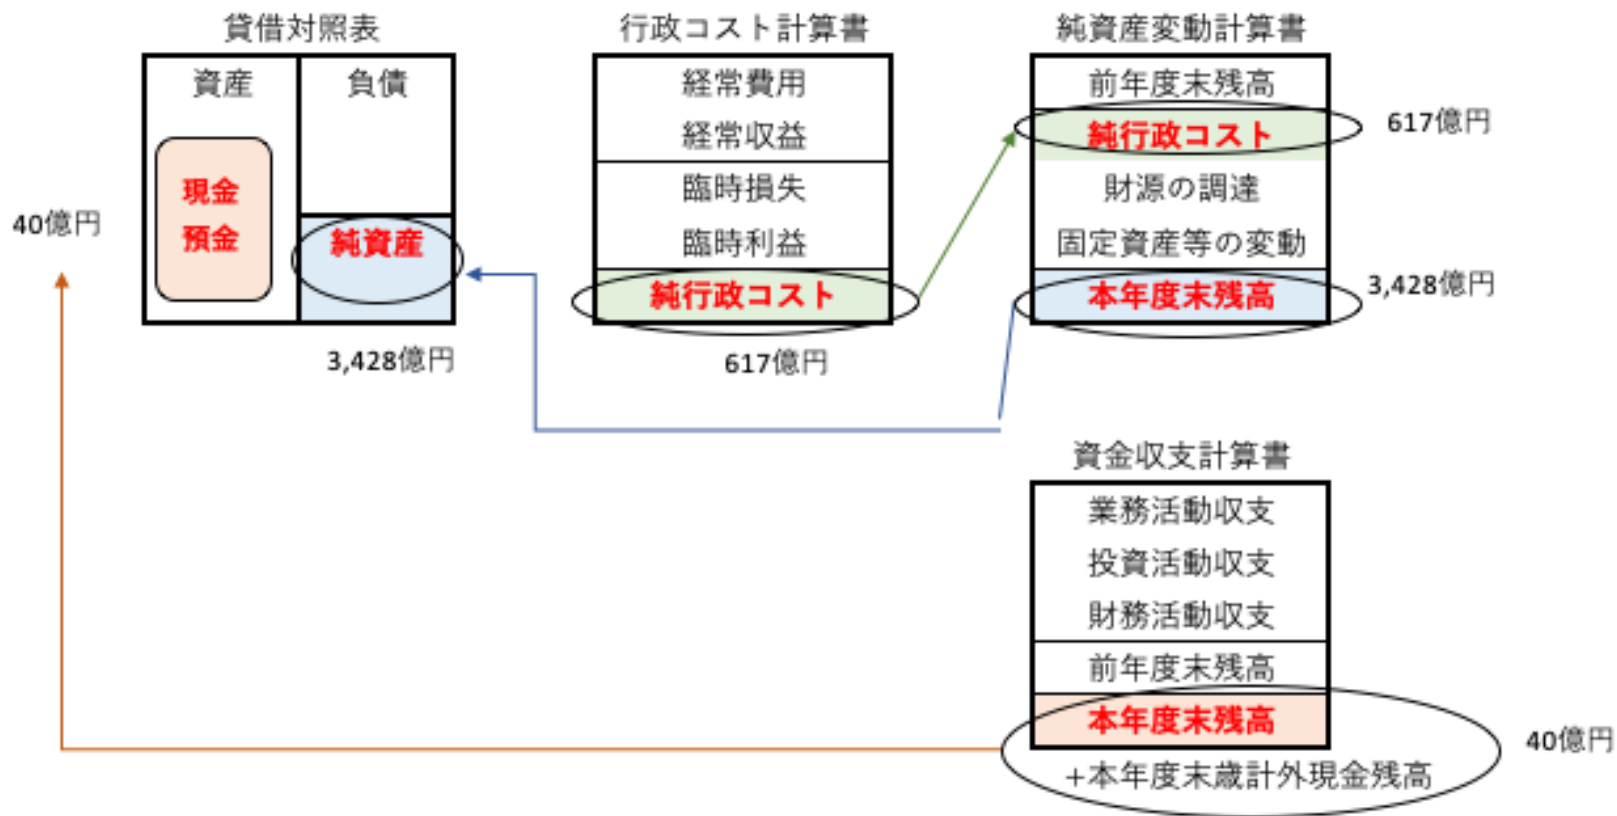 貸借対照表
資産
負債
現金
預金
純資産
40億円
3,428億円
行政コスト計算書
経常費用
経常収益
臨時損失
臨時利益
純行政コスト
617億円
純資産変動計算書
前年度末残高
純行政コスト
財源の調達
固定資産等の変動
本年度末残高
617億円
3,428億円
資金収支計算書
業務活動収支
投資活動収支
財務活動収支
前年度末残高
本年度末残高
+本年度末歳計外現金残高
40億円